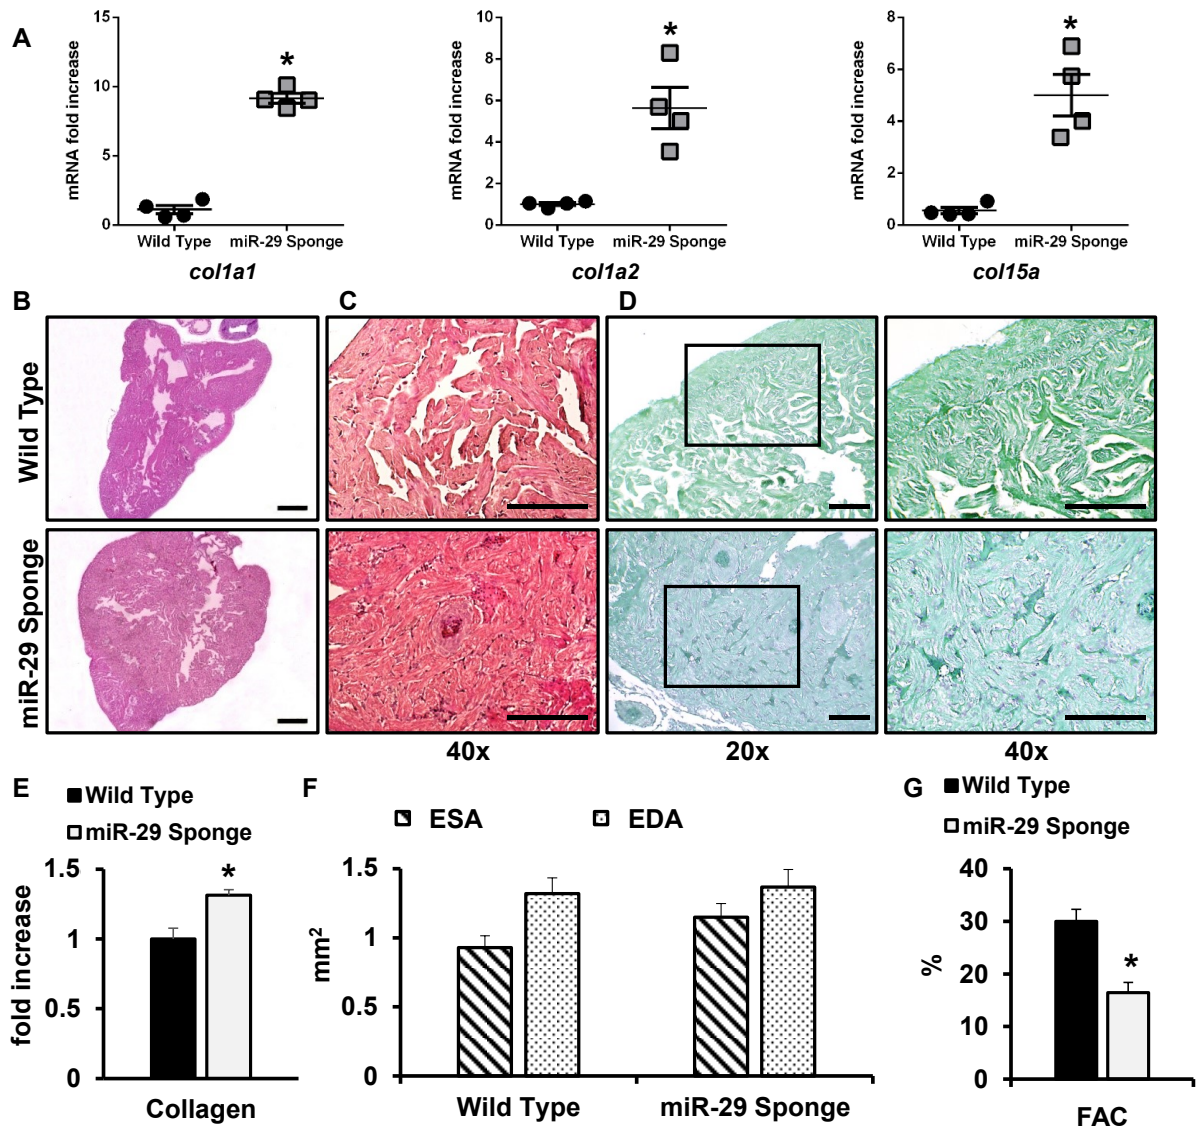 A
15
10
5
0
mRNA fold increase
*
Wild Type
miR-29 Sponge
col1a1
10
8
6
4
2
0
mRNA fold increase
*
Wild Type
miR-29 Sponge
col1a2
8
6
4
2
0
mRNA fold increase
*
Wild Type
miR-29 Sponge
col15a
B
C
D
Wild Type
miR-29 Sponge
40x
20x
40x
E
Wild Type
miR-29 Sponge
fold increase
1.5
1
0.5
0
*
Collagen
F
ESA
EDA
mm²
1.5
1
0.5
0
Wild Type
miR-29 Sponge
G
Wild Type
miR-29 Sponge
%
40
30
20
10
0
*
FAC